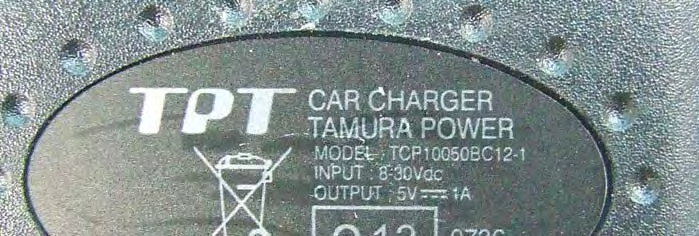 TPT
CAR CHARGER
TAMURA POWER
MODEL : TCP10050BC12-1
INPUT : 8-30Vdc
OUTPUT : 5V⎓1A